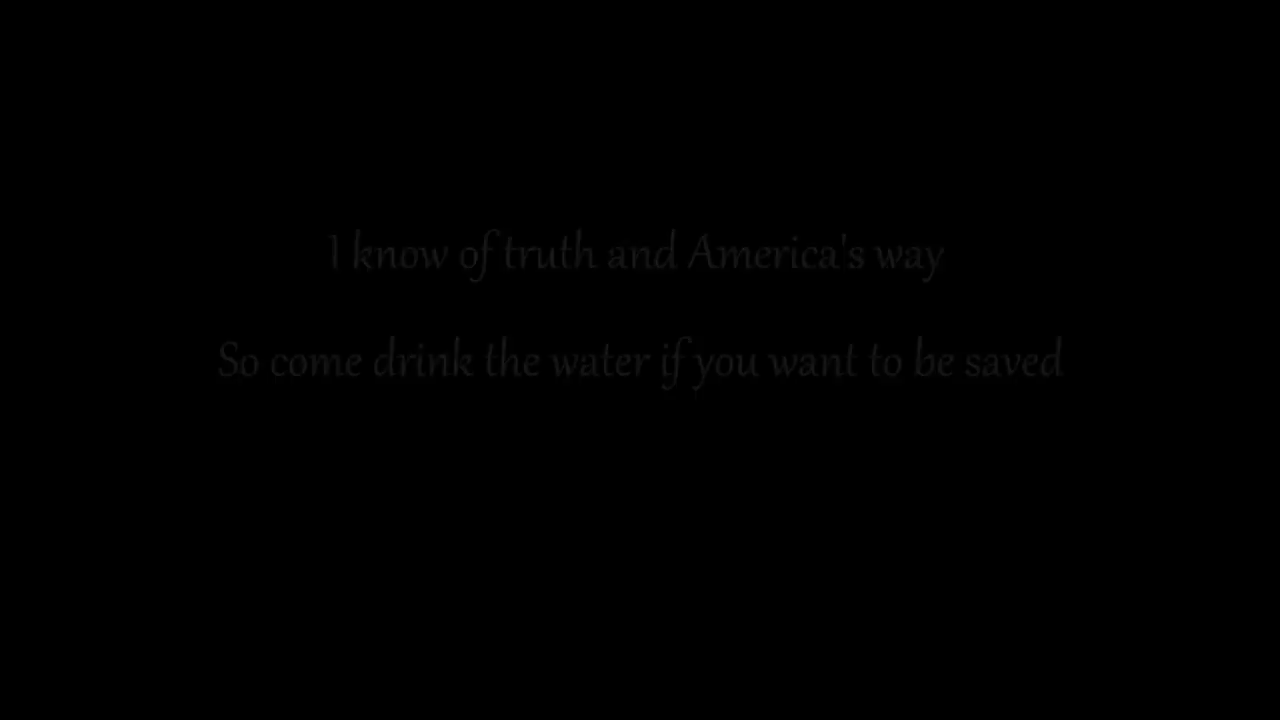 I know of truth and America's way
So come drink the water if you want to be saved